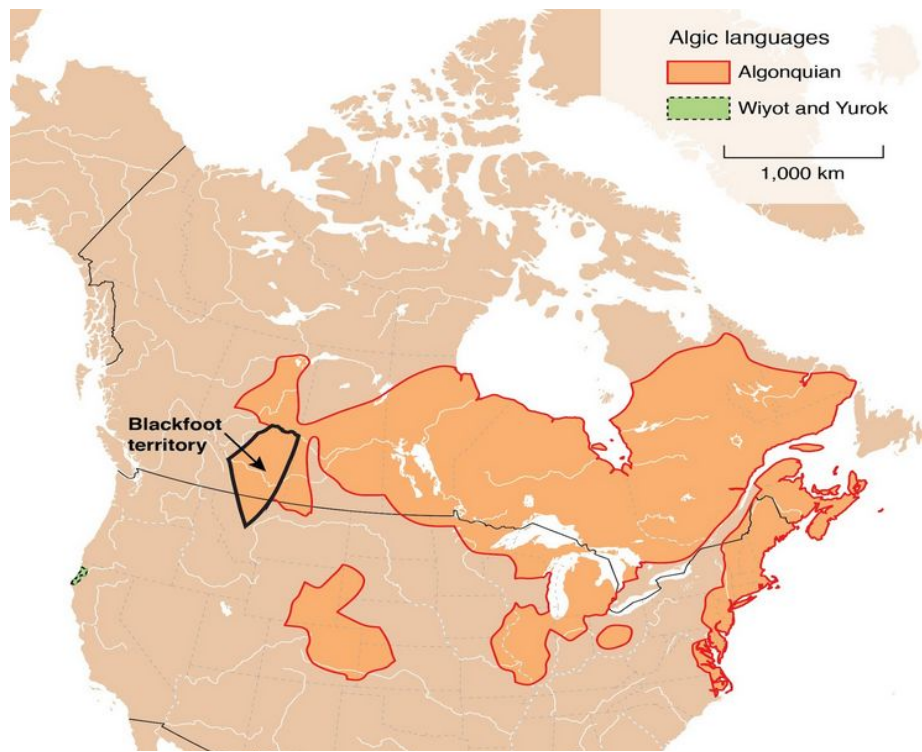 Algic languages
Algonquian
Wiyot and Yurok
1,000 km
Blackfoot
territory